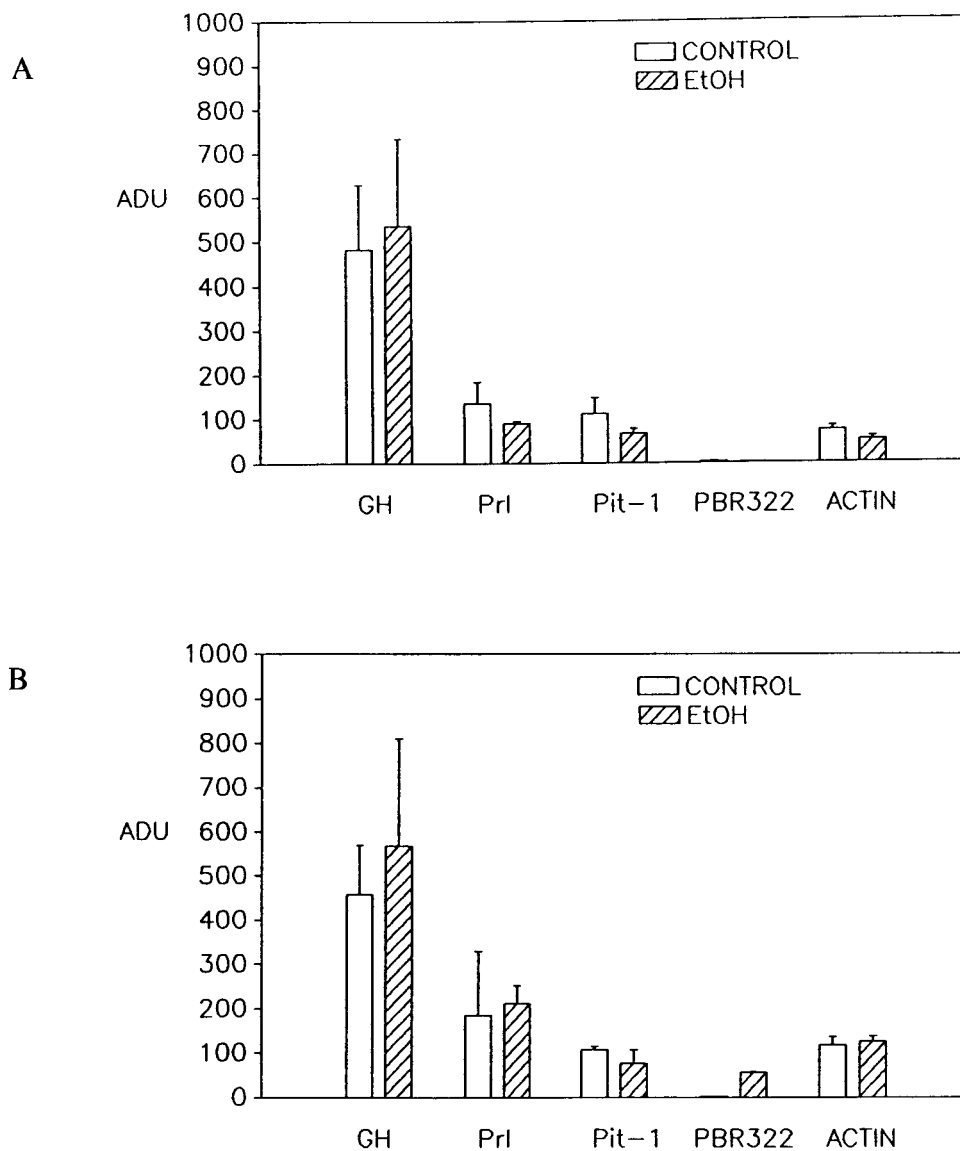 A
1000
900
800
700
600
500
400
300
200
100
0
ADU
CONTROL
EtOH
GH Prl Pit-1 PBR322 ACTIN
B
1000
900
800
700
600
500
400
300
200
100
0
ADU
CONTROL
EtOH
GH Prl Pit-1 PBR322 ACTIN